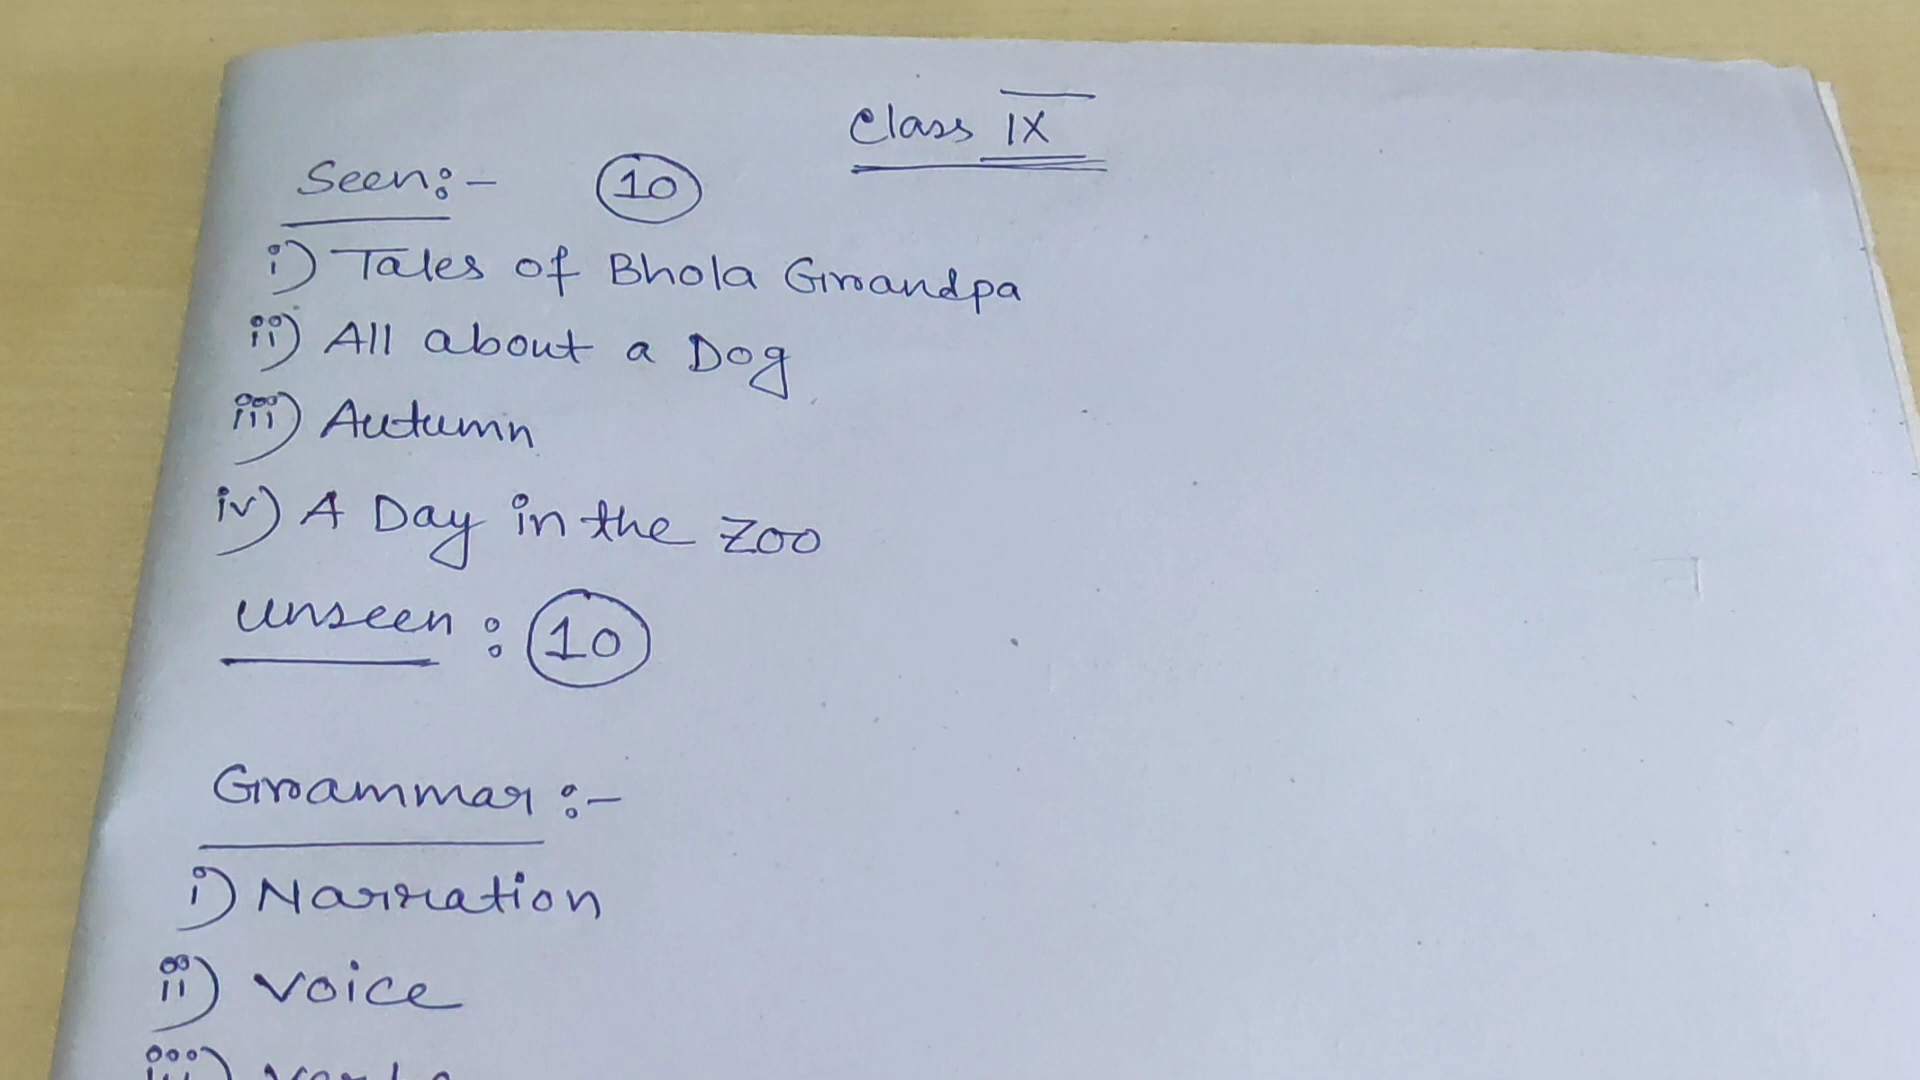 Class IX
Seen:- 10
i) Tales of Bhola Grandpa
ii) All about a Dog
iii) Autumn
iv) A Day in the Zoo
Unseen : 10
Grammar :-
i) Narration
ii) Voice
iii)